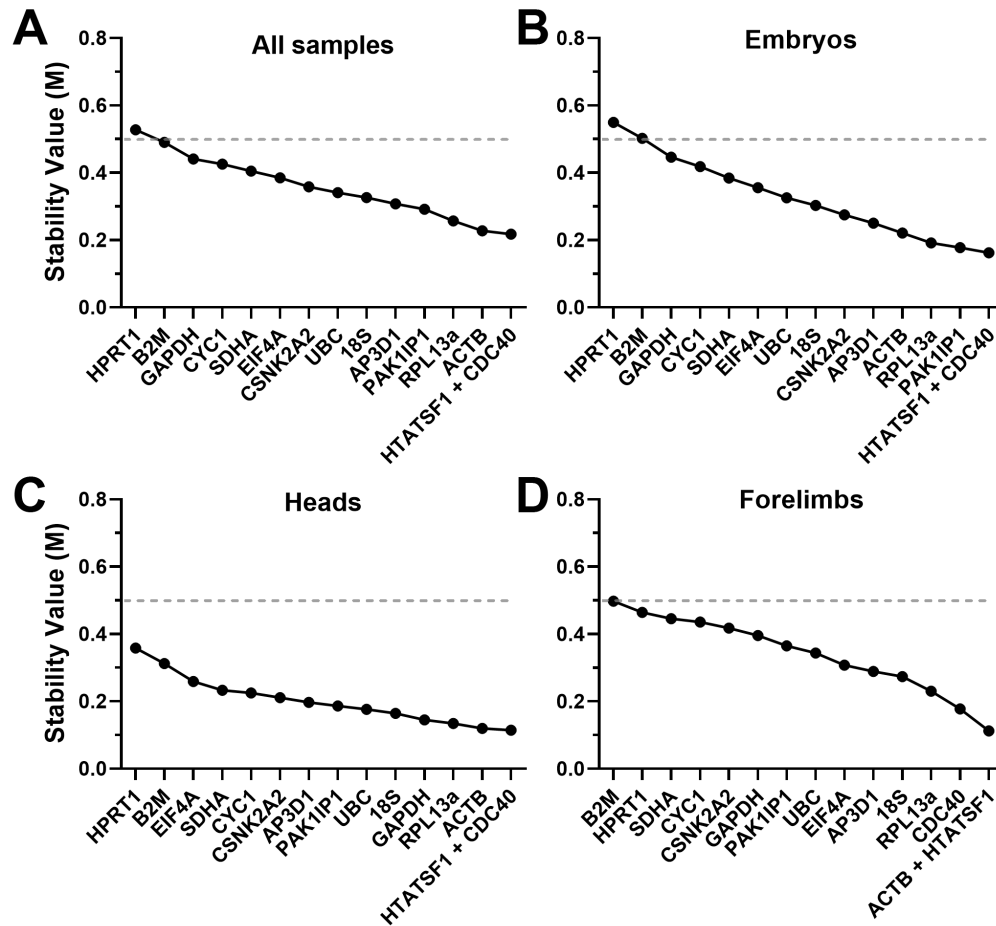 A
All samples
Stability Value (M)
0.8
0.6
0.4
0.2
0.0
HPRT1
B2M
GAPDH
CYC1
SDHA
EIF4A
CSNK2A2
UBC
18S
AP3D1
PAK1IP1
RPL13a
ACTB
HTATSF1 + CDC40
B
Embryos
0.8
0.6
0.4
0.2
0.0
HPRT1
B2M
GAPDH
CYC1
SDHA
EIF4A
UBC
18S
CSNK2A2
AP3D1
ACTB
RPL13a
PAK1IP1
HTATSF1 + CDC40
C
Heads
Stability Value (M)
0.8
0.6
0.4
0.2
0.0
HPRT1
B2M
EIF4A
SDHA
CYC1
CSNK2A2
AP3D1
PAK1IP1
UBC
18S
GAPDH
RPL13a
ACTB
HTATSF1 + CDC40
D
Forelimbs
0.8
0.6
0.4
0.2
0.0
B2M
HPRT1
SDHA
CYC1
CSNK2A2
GAPDH
PAK1IP1
UBC
EIF4A
AP3D1
18S
RPL13a
CDC40
ACTB + HTATSF1